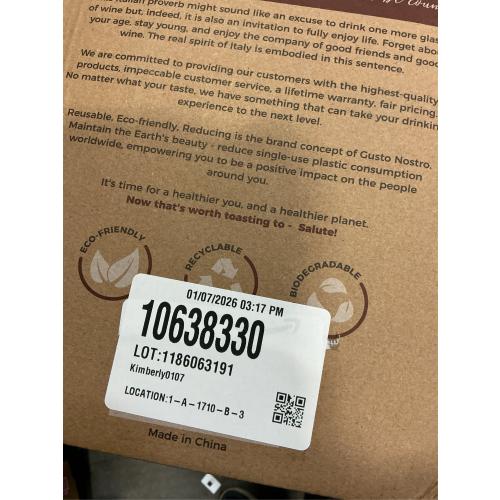 Italian proverb might sound like an excuse to drink one more glass
of wine but, indeed, it is also an invitation to fully enjoy life. Forget about
your age, stay young, and enjoy the company of good friends and good
wine. The real spirit of Italy is embodied in this sentence.
We are committed to providing our customers with the highest-quality
products, impeccable customer service, a lifetime warranty, fair pricing.
No matter what your taste, we have something that can take your drinkin
experience to the next level.
Reusable, Eco-friendly, Reducing is the brand concept of Gusto Nostro.
Maintain the Earth's beauty - reduce single-use plastic consumption
worldwide, empowering you to be a positive impact on the people
around you.
It's time for a healthier you, and a healthier planet.
Now that's worth toasting to - Salute!
ECO-FRIENDLY
RECYCLABLE
BIODEGRADABLE
01/07/2026 03:17 PM
10638330
LOT:1186063191
Kimberly0107
LOCATION:1-A-1710-B-3
Made in China